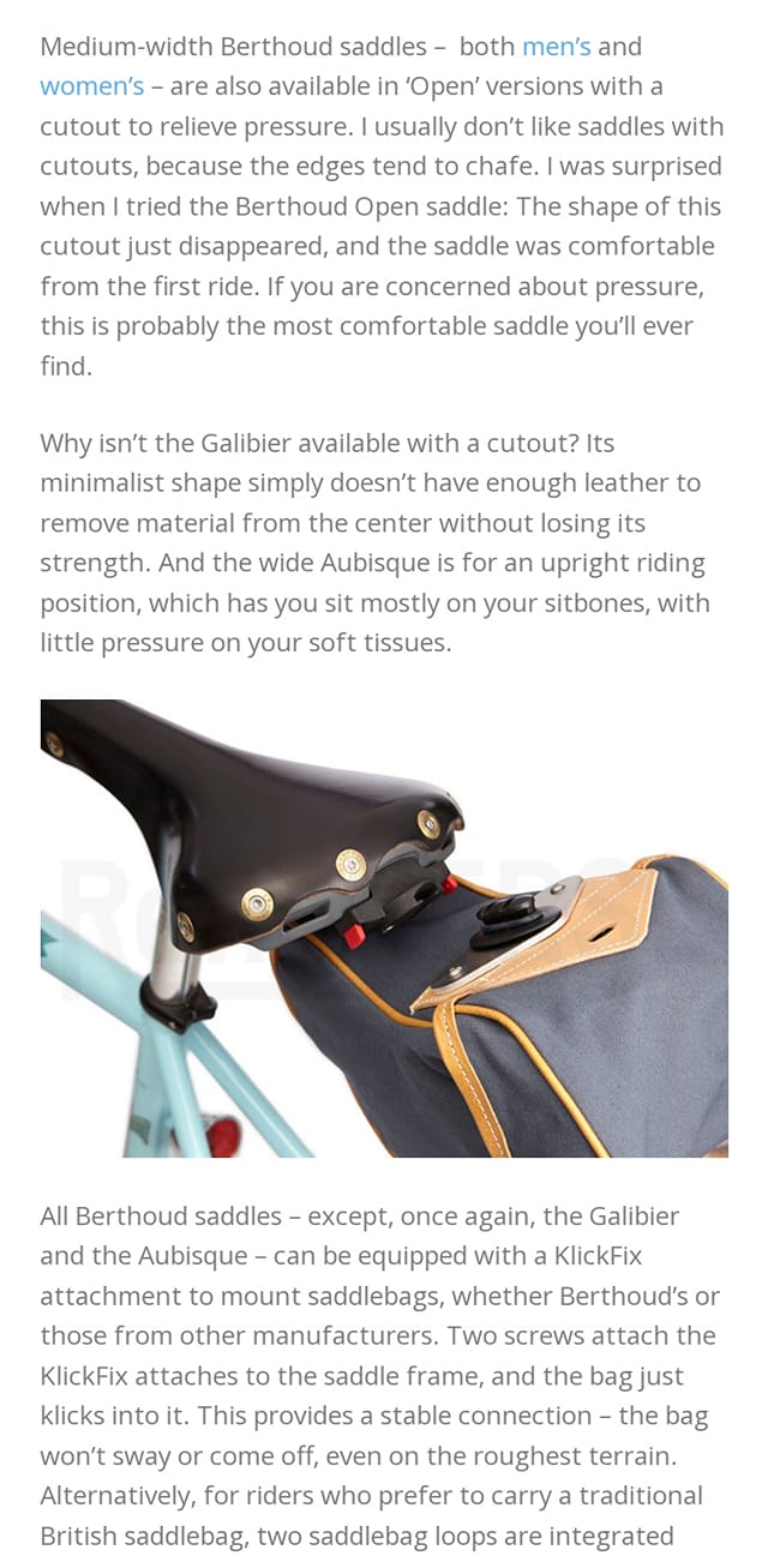 Medium-width Berthoud saddles –  both men’s and
women’s – are also available in ‘Open’ versions with a
cutout to relieve pressure. I usually don’t like saddles with
cutouts, because the edges tend to chafe. I was surprised
when I tried the Berthoud Open saddle: The shape of this
cutout just disappeared, and the saddle was comfortable
from the first ride. If you are concerned about pressure,
this is probably the most comfortable saddle you’ll ever
find.
Why isn’t the Galibier available with a cutout? Its
minimalist shape simply doesn’t have enough leather to
remove material from the center without losing its
strength. And the wide Aubisque is for an upright riding
position, which has you sit mostly on your sitbones, with
little pressure on your soft tissues.
All Berthoud saddles – except, once again, the Galibier
and the Aubisque – can be equipped with a KlickFix
attachment to mount saddlebags, whether Berthoud’s or
those from other manufacturers. Two screws attach the
KlickFix attaches to the saddle frame, and the bag just
klicks into it. This provides a stable connection – the bag
won’t sway or come off, even on the roughest terrain.
Alternatively, for riders who prefer to carry a traditional
British saddlebag, two saddlebag loops are integrated